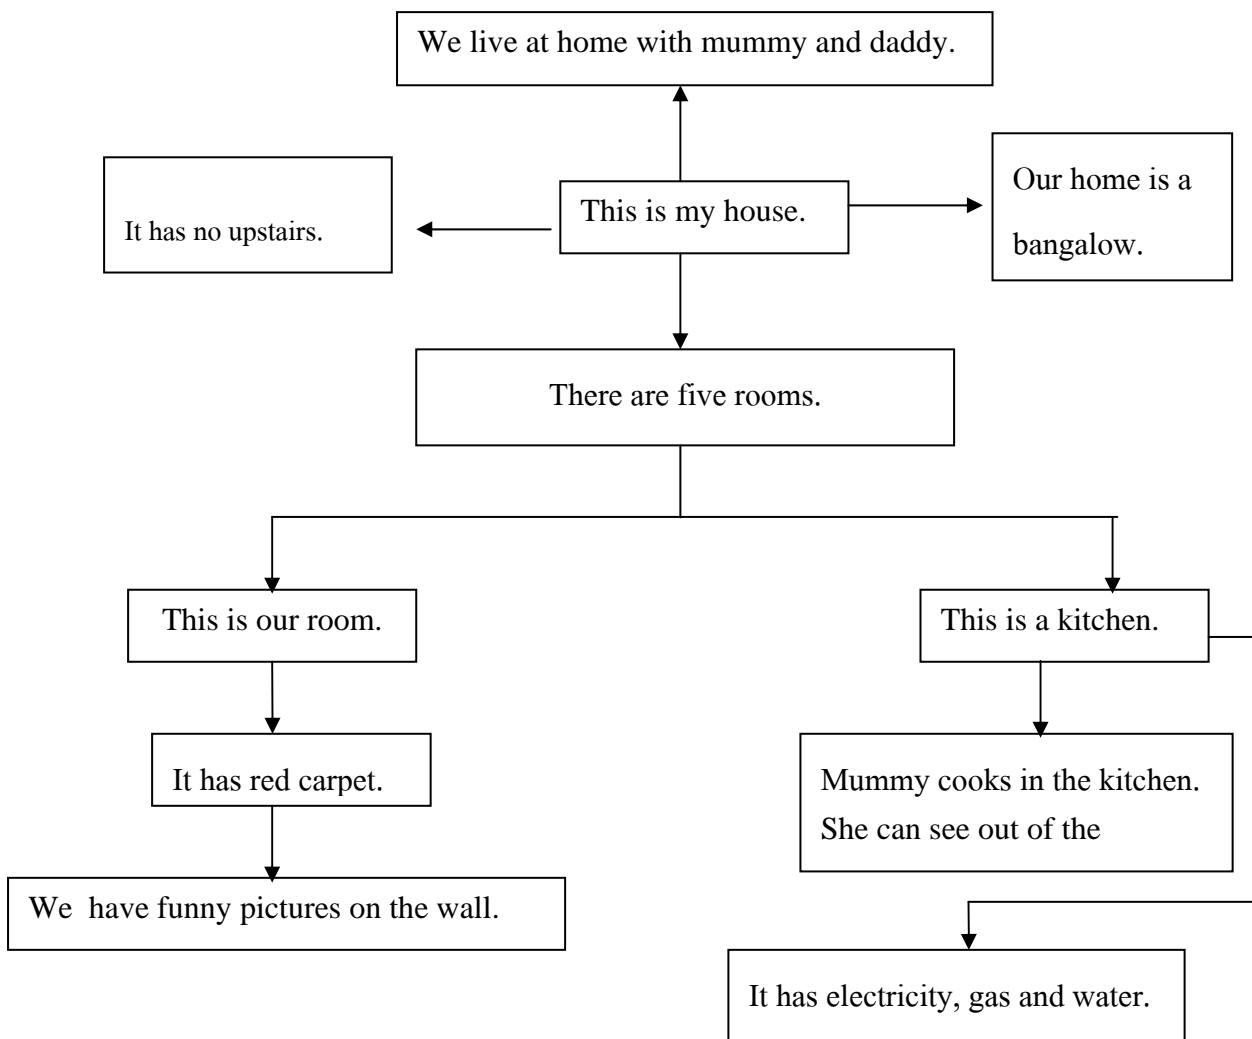 We live at home with mummy and daddy.
This is my house.
Our home is a
bangalow.
It has no upstairs.
There are five rooms.
This is our room.
This is a kitchen.
It has red carpet.
Mummy cooks in the kitchen.
She can see out of the
We  have funny pictures on the wall.
It has electricity, gas and water.